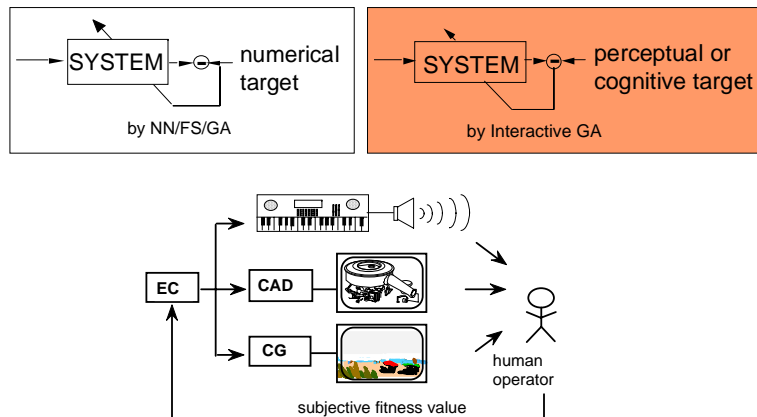 SYSTEM
numerical
target
by NN/FS/GA
SYSTEM
perceptual or
cognitive target
by Interactive GA
EC
CAD
CG
human
operator
subjective fitness value